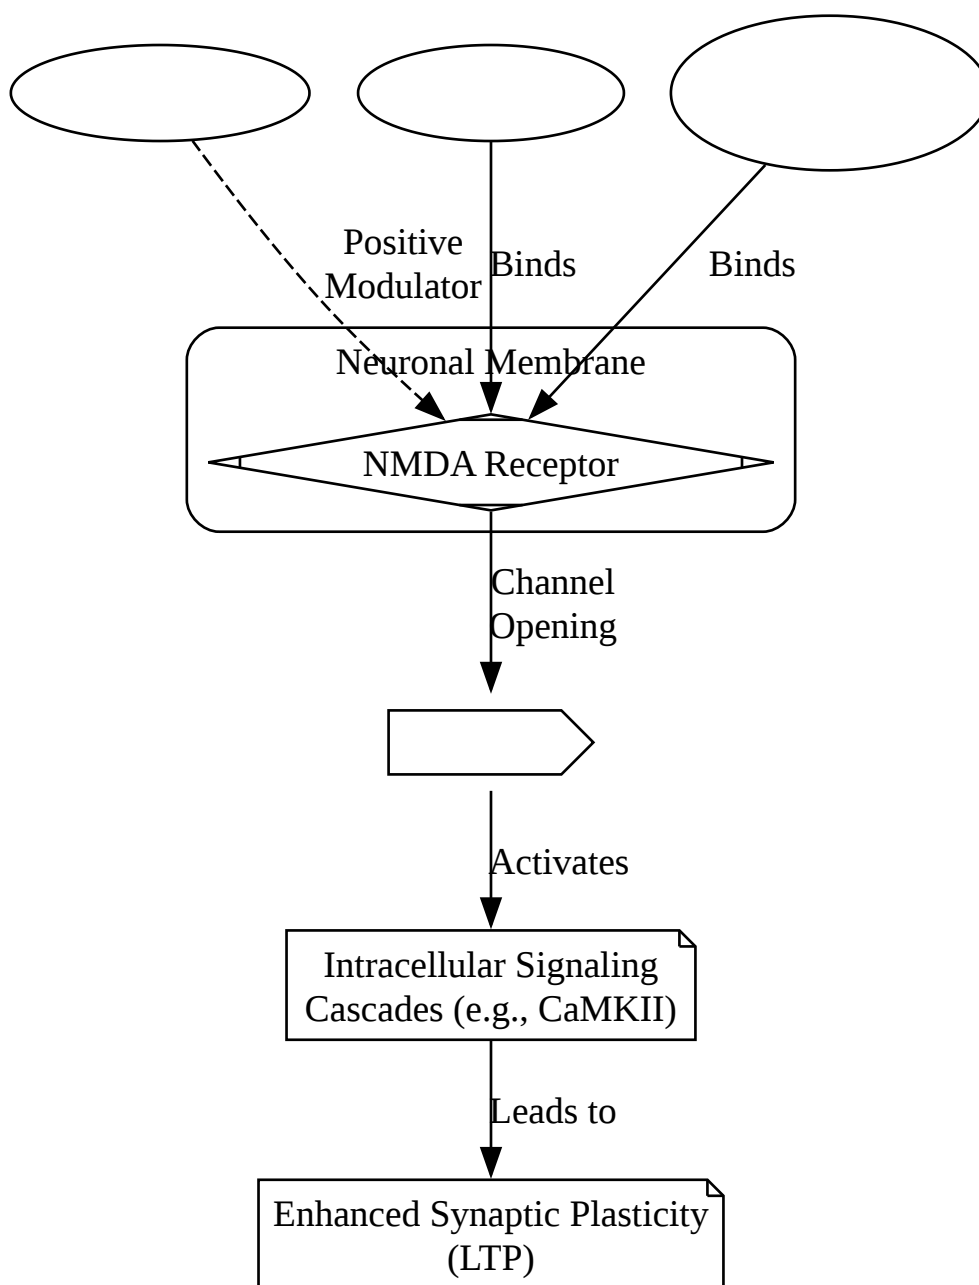 Positive
Modulator
Binds
Binds
Neuronal Membrane
NMDA Receptor
Channel
Opening
Activates
Intracellular Signaling
Cascades (e.g., CaMKII)
Leads to
Enhanced Synaptic Plasticity
(LTP)